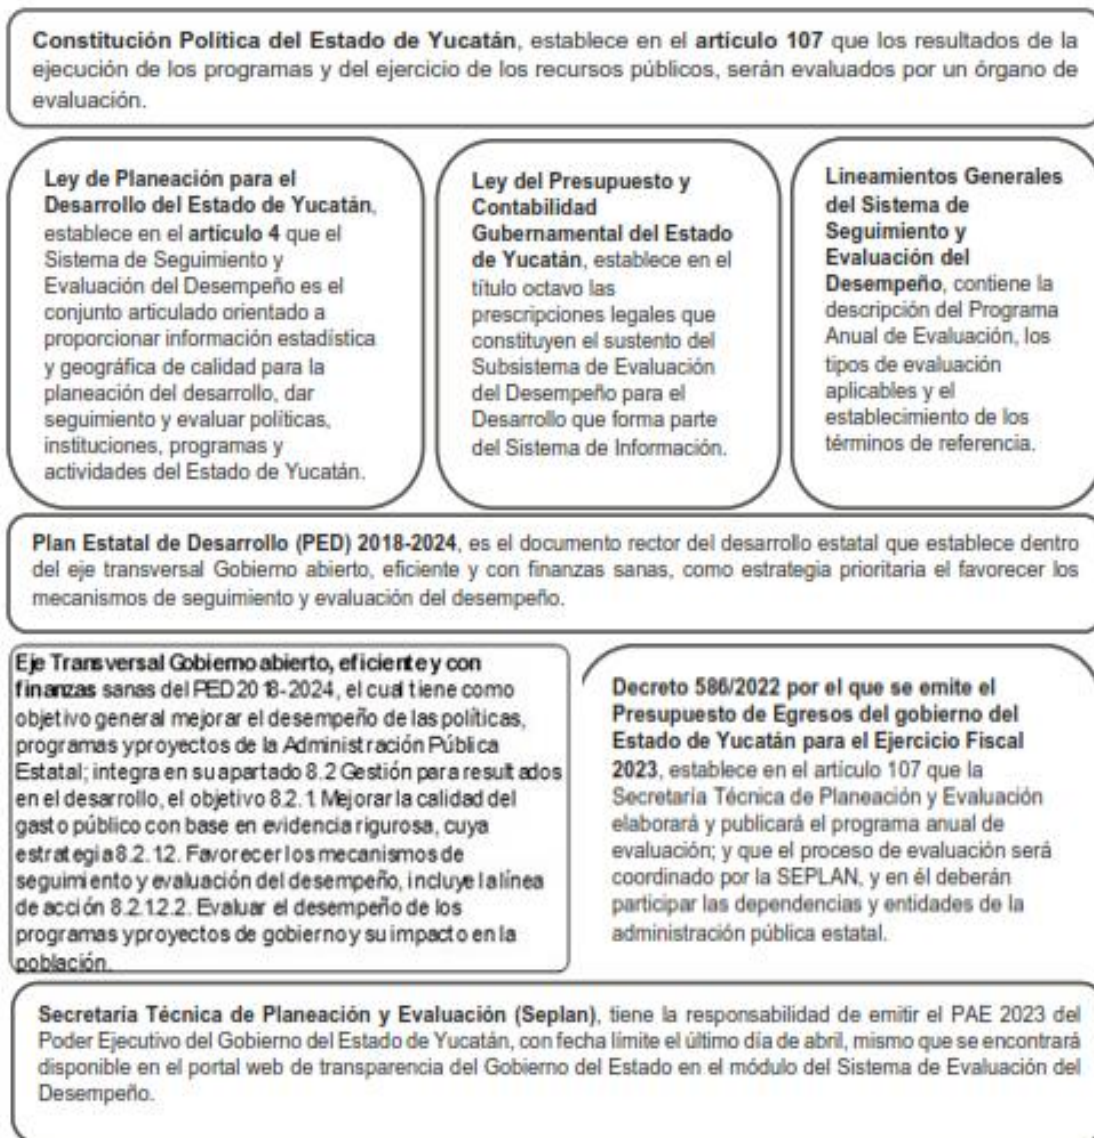 Constitución Política del Estado de Yucatán, establece en el artículo 107 que los resultados de la
ejecución de los programas y del ejercicio de los recursos públicos, serán evaluados por un órgano de
evaluación.
Ley de Planeación para el
Desarrollo del Estado de Yucatán,
establece en el artículo 4 que el
Sistema de Seguimiento y
Evaluación del Desempeño es el
conjunto articulado orientado a
proporcionar información estadística
y geográfica de calidad para la
planeación del desarrollo, dar
seguimiento y evaluar políticas,
instituciones, programas y
actividades del Estado de Yucatán.
Ley del Presupuesto y
Contabilidad
Gubernamental del Estado
de Yucatán, establece en el
título octavo las
prescripciones legales que
constituyen el sustento del
Subsistema de Evaluación
del Desempeño para el
Desarrollo que forma parte
del Sistema de Información.
Lineamientos Generales
del Sistema de
Seguimiento y
Evaluación del
Desempeño, contiene la
descripción del Programa
Anual de Evaluación, los
tipos de evaluación
aplicables y el
establecimiento de los
términos de referencia.
Plan Estatal de Desarrollo (PED) 2018-2024, es el documento rector del desarrollo estatal que establece dentro
del eje transversal Gobierno abierto, eficiente y con finanzas sanas, como estrategia prioritaria el favorecer los
mecanismos de seguimiento y evaluación del desempeño.
Eje Transversal Gobierno abierto, eficiente y con
finanzas sanas del PED 2018-2024, el cual tiene como
objetivo general mejorar el desempeño de las políticas,
programas y proyectos de la Administración Pública
Estatal; integra en su apartado 8.2 Gestión para resultados
en el desarrollo, el objetivo 8.2.1. Mejorar la calidad del
gasto público con base en evidencia rigurosa, cuya
estrategia 8.2.1.2. Favorecer los mecanismos de
seguimiento y evaluación del desempeño, incluye la línea
de acción 8.2.1.2.2. Evaluar el desempeño de los
programas y proyectos de gobierno y su impacto en la
población.
Decreto 586/2022 por el que se emite el
Presupuesto de Egresos del gobierno del
Estado de Yucatán para el Ejercicio Fiscal
2023, establece en el artículo 107 que la
Secretaría Técnica de Planeación y Evaluación
elaborará y publicará el programa anual de
evaluación; y que el proceso de evaluación será
coordinado por la SEPLAN, y en él deberán
participar las dependencias y entidades de la
administración pública estatal.
Secretaría Técnica de Planeación y Evaluación (Seplan), tiene la responsabilidad de emitir el PAE 2023 del
Poder Ejecutivo del Gobierno del Estado de Yucatán, con fecha límite el último día de abril, mismo que se encontrará
disponible en el portal web de transparencia del Gobierno del Estado en el módulo del Sistema de Evaluación del
Desempeño.